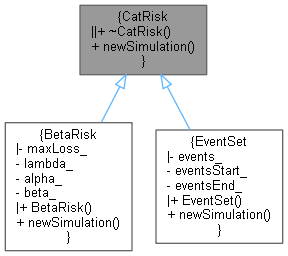 {CatRisk
||+ ~CatRisk()
+ newSimulation()
}
{BetaRisk
|- maxLoss_
- lambda_
- alpha_
- beta_
|+ BetaRisk()
+ newSimulation()
}
{EventSet
|- events_
- eventsStart_
- eventsEnd_
|+ EventSet()
+ newSimulation()
}